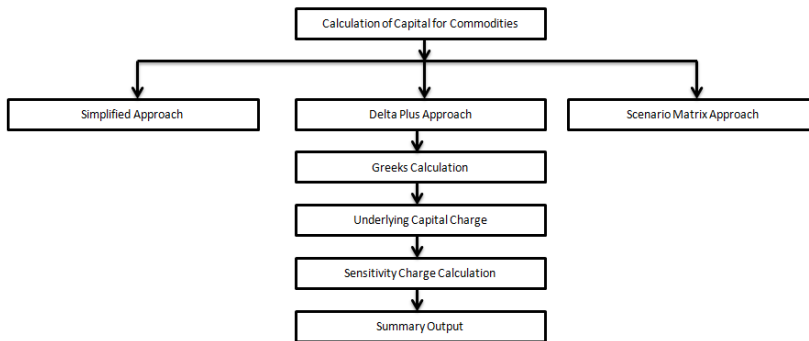 Calculation of Capital for Commodities
Simplified Approach
Delta Plus Approach
Scenario Matrix Approach
Greeks Calculation
Underlying Capital Charge
Sensitivity Charge Calculation
Summary Output